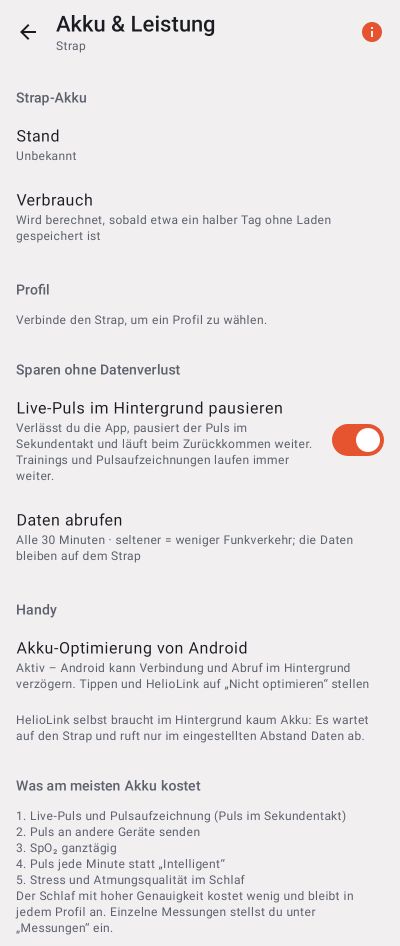 Akku & Leistung
Strap
Strap-Akku
Stand
Unbekannt
Verbrauch
Wird berechnet, sobald etwa ein halber Tag ohne Laden
gespeichert ist
Profil
Verbinde den Strap, um ein Profil zu wählen.
Sparen ohne Datenverlust
Live-Puls im Hintergrund pausieren
Verlässt du die App, pausiert der Puls im
Sekundentakt und läuft beim Zurückkommen weiter.
Trainings und Pulsaufzeichnungen laufen immer
weiter.
Daten abrufen
Alle 30 Minuten · seltener = weniger Funkverkehr; die Daten
bleiben auf dem Strap
Handy
Akku-Optimierung von Android
Aktiv – Android kann Verbindung und Abruf im Hintergrund
verzögern. Tippen und HelioLink auf „Nicht optimieren“ stellen
HelioLink selbst braucht im Hintergrund kaum Akku: Es wartet
auf den Strap und ruft nur im eingestellten Abstand Daten ab.
Was am meisten Akku kostet
1. Live-Puls und Pulsaufzeichnung (Puls im Sekundentakt)
2. Puls an andere Geräte senden
3. SpO₂ ganztägig
4. Puls jede Minute statt „Intelligent“
5. Stress und Atmungsqualität im Schlaf
Der Schlaf mit hoher Genauigkeit kostet wenig und bleibt in
jedem Profil an. Einzelne Messungen stellst du unter
„Messungen“ ein.